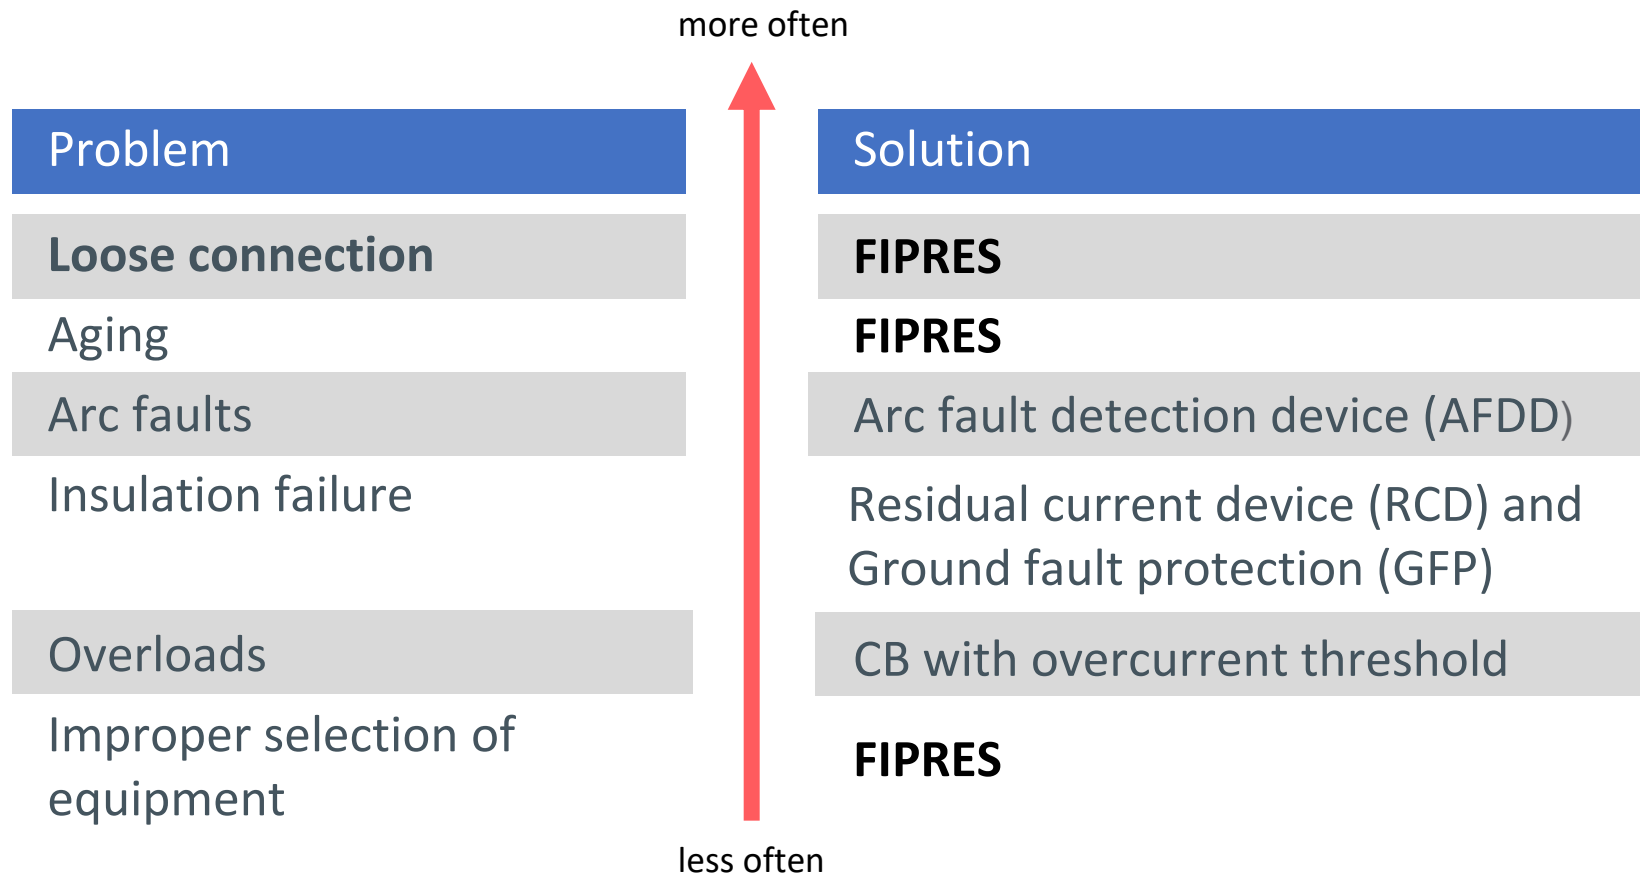 more often
Problem
Solution
Loose connection
FIPRES
Aging
FIPRES
Arc faults
Arc fault detection device (AFDD)
Insulation failure
Residual current device (RCD) and
Ground fault protection (GFP)
Overloads
CB with overcurrent threshold
Improper selection of
equipment
FIPRES
less often